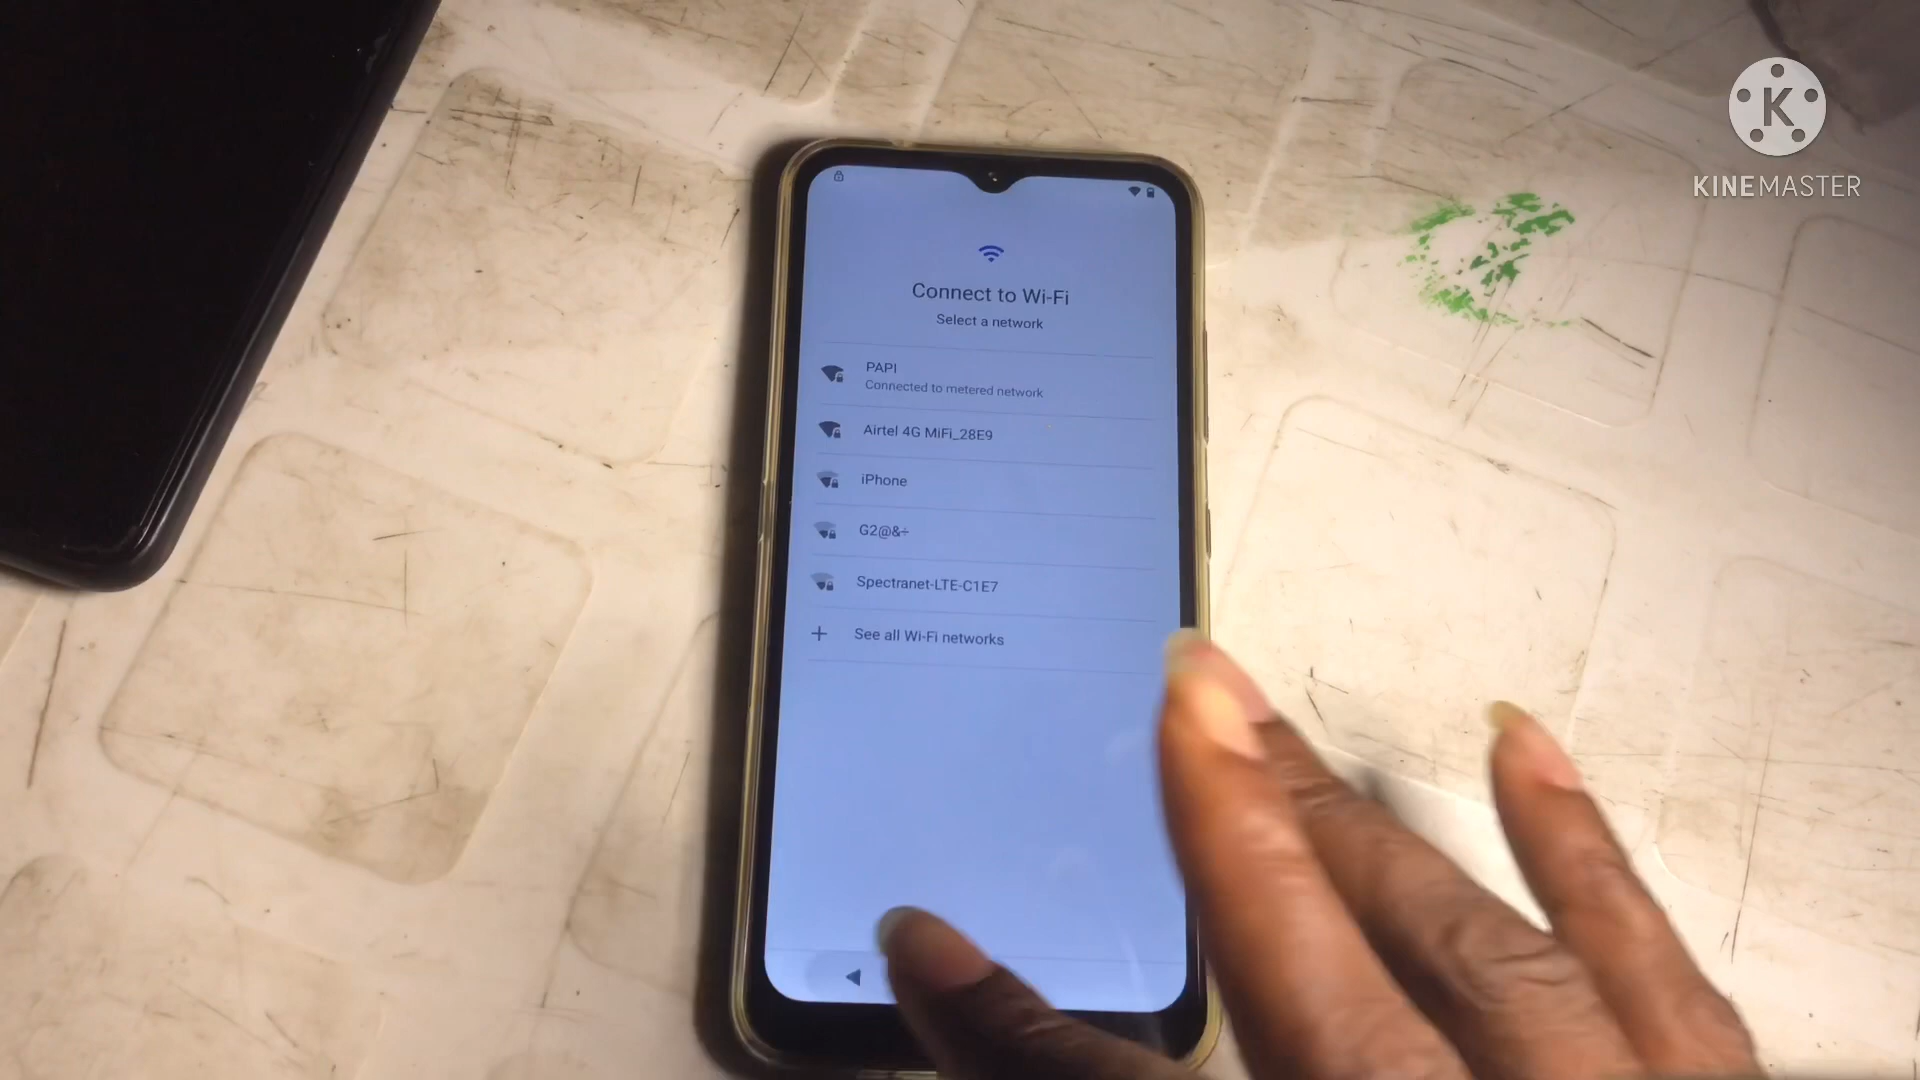 K
KINEMASTER
Connect to Wi-Fi
Select a network
PAPI
Connected to metered network
Airtel 4G MiFi_28E9
iPhone
G2@&÷
Spectranet-LTE-C1E7
+ See all Wi-Fi networks